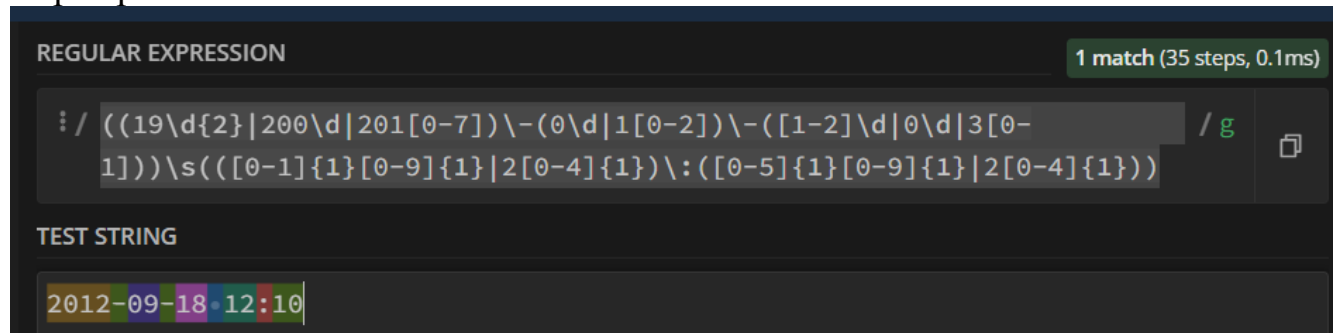 REGULAR EXPRESSION
1 match (35 steps, 0.1ms)
/ ((19\d{2}|200\d|201[0-7])\-(0\d|1[0-2])\-([1-2]\d|0\d|3[0- / g
1]))\s(([0-1]{1}[0-9]{1}|2[0-4]{1})\:([0-5]{1}[0-9]{1}|2[0-4]{1}))
TEST STRING
2012-09-18 12:10